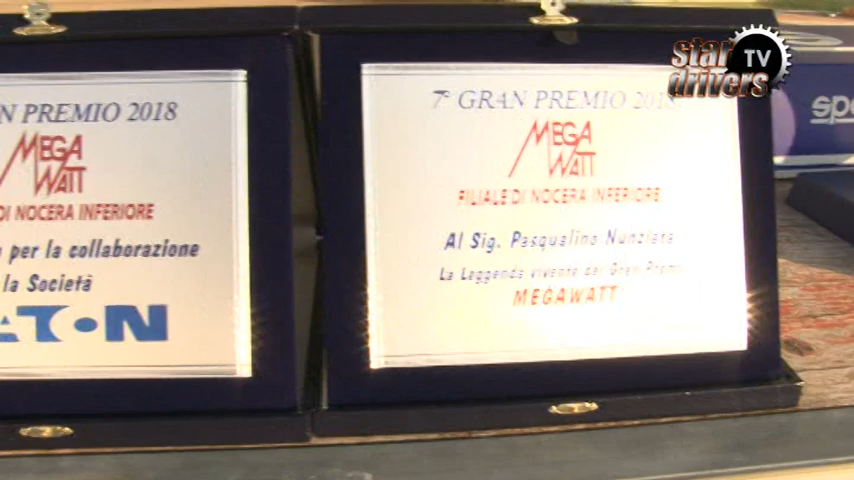 star
TV
drivers
N PREMIO 2018
MEGA
WATT
DI NOCERA INFERIORE
per la collaborazione
la Società
7° GRAN PREMIO 2018
MEGA
WATT
FILIALE DI NOCERA INFERIORE
Al Sig. Pasqualino Nunziata
La Leggenda vivente del Gran Premio
MEGAWATT